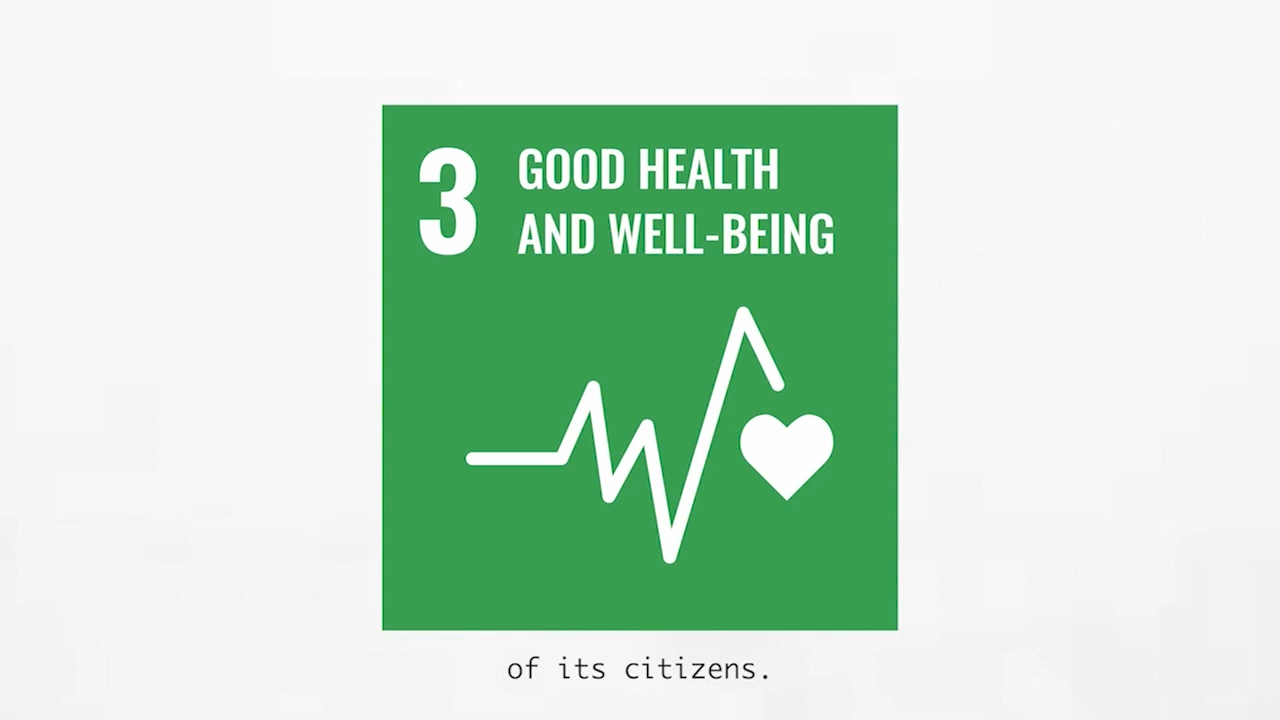 3
GOOD HEALTH
AND WELL-BEING
of its citizens.